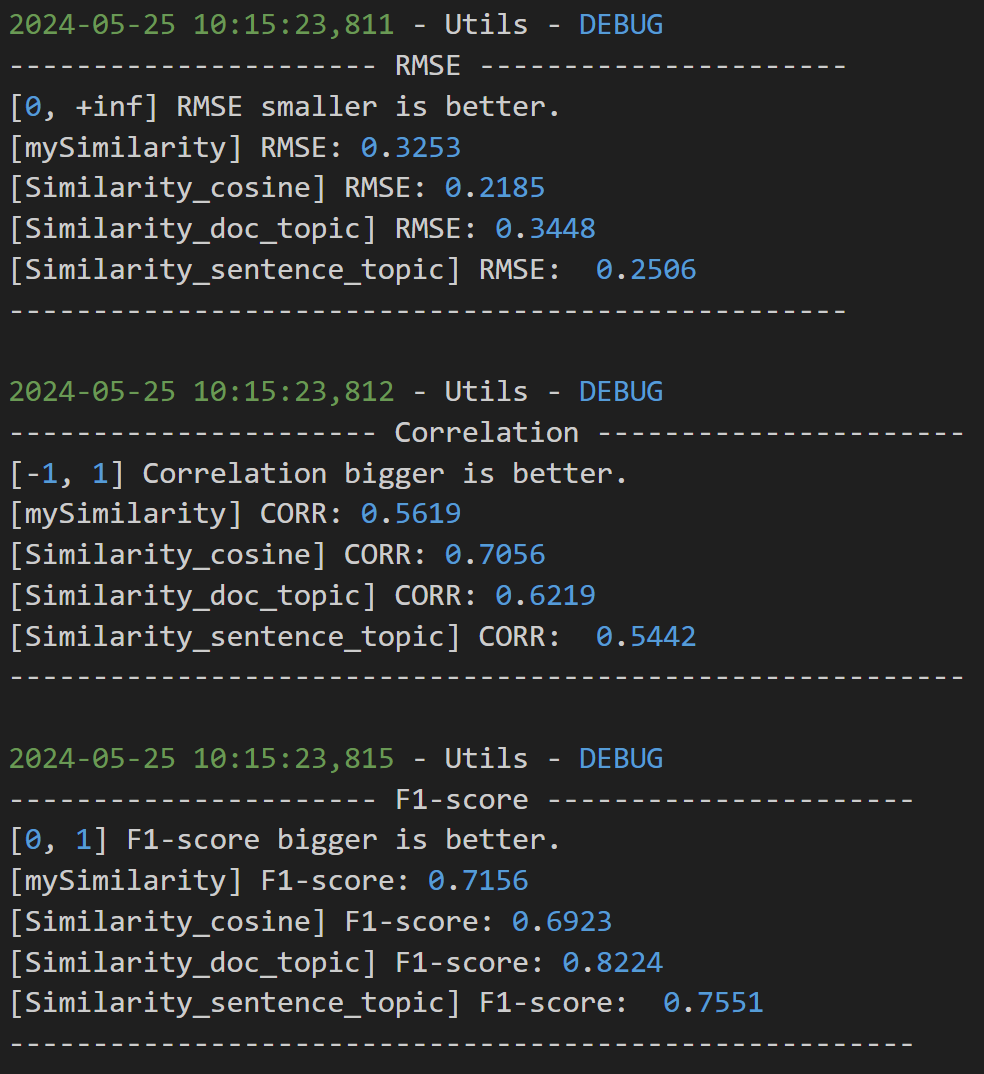 2024-05-25 10:15:23,811 - Utils - DEBUG
---------------------- RMSE ----------------------
[0, +inf] RMSE smaller is better.
[mySimilarity] RMSE: 0.3253
[Similarity_cosine] RMSE: 0.2185
[Similarity_doc_topic] RMSE: 0.3448
[Similarity_sentence_topic] RMSE:  0.2506
--------------------------------------------------
2024-05-25 10:15:23,812 - Utils - DEBUG
---------------------- Correlation ----------------------
[-1, 1] Correlation bigger is better.
[mySimilarity] CORR: 0.5619
[Similarity_cosine] CORR: 0.7056
[Similarity_doc_topic] CORR: 0.6219
[Similarity_sentence_topic] CORR:  0.5442
---------------------------------------------------------
2024-05-25 10:15:23,815 - Utils - DEBUG
---------------------- F1-score ----------------------
[0, 1] F1-score bigger is better.
[mySimilarity] F1-score: 0.7156
[Similarity_cosine] F1-score: 0.6923
[Similarity_doc_topic] F1-score: 0.8224
[Similarity_sentence_topic] F1-score:  0.7551
------------------------------------------------------